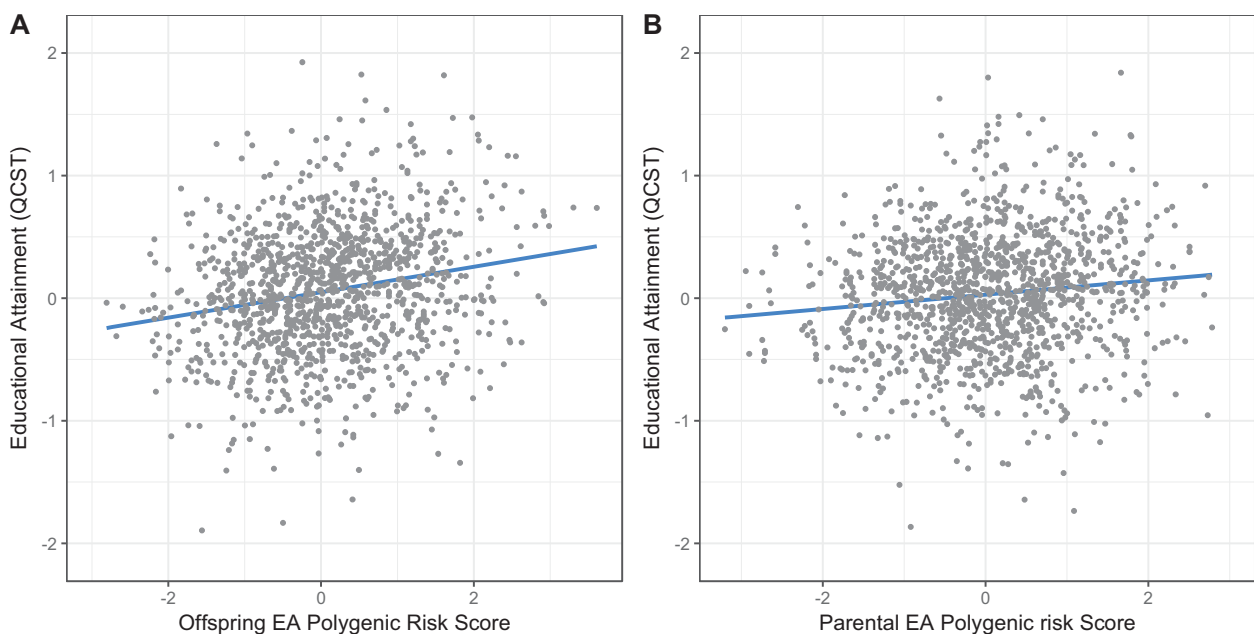 A
B
Educational Attainment (QCST)
2
1
0
-1
-2
-2
0
2
Offspring EA Polygenic Risk Score
Educational Attainment (QCST)
2
1
0
-1
-2
-2
0
2
Parental EA Polygenic risk Score